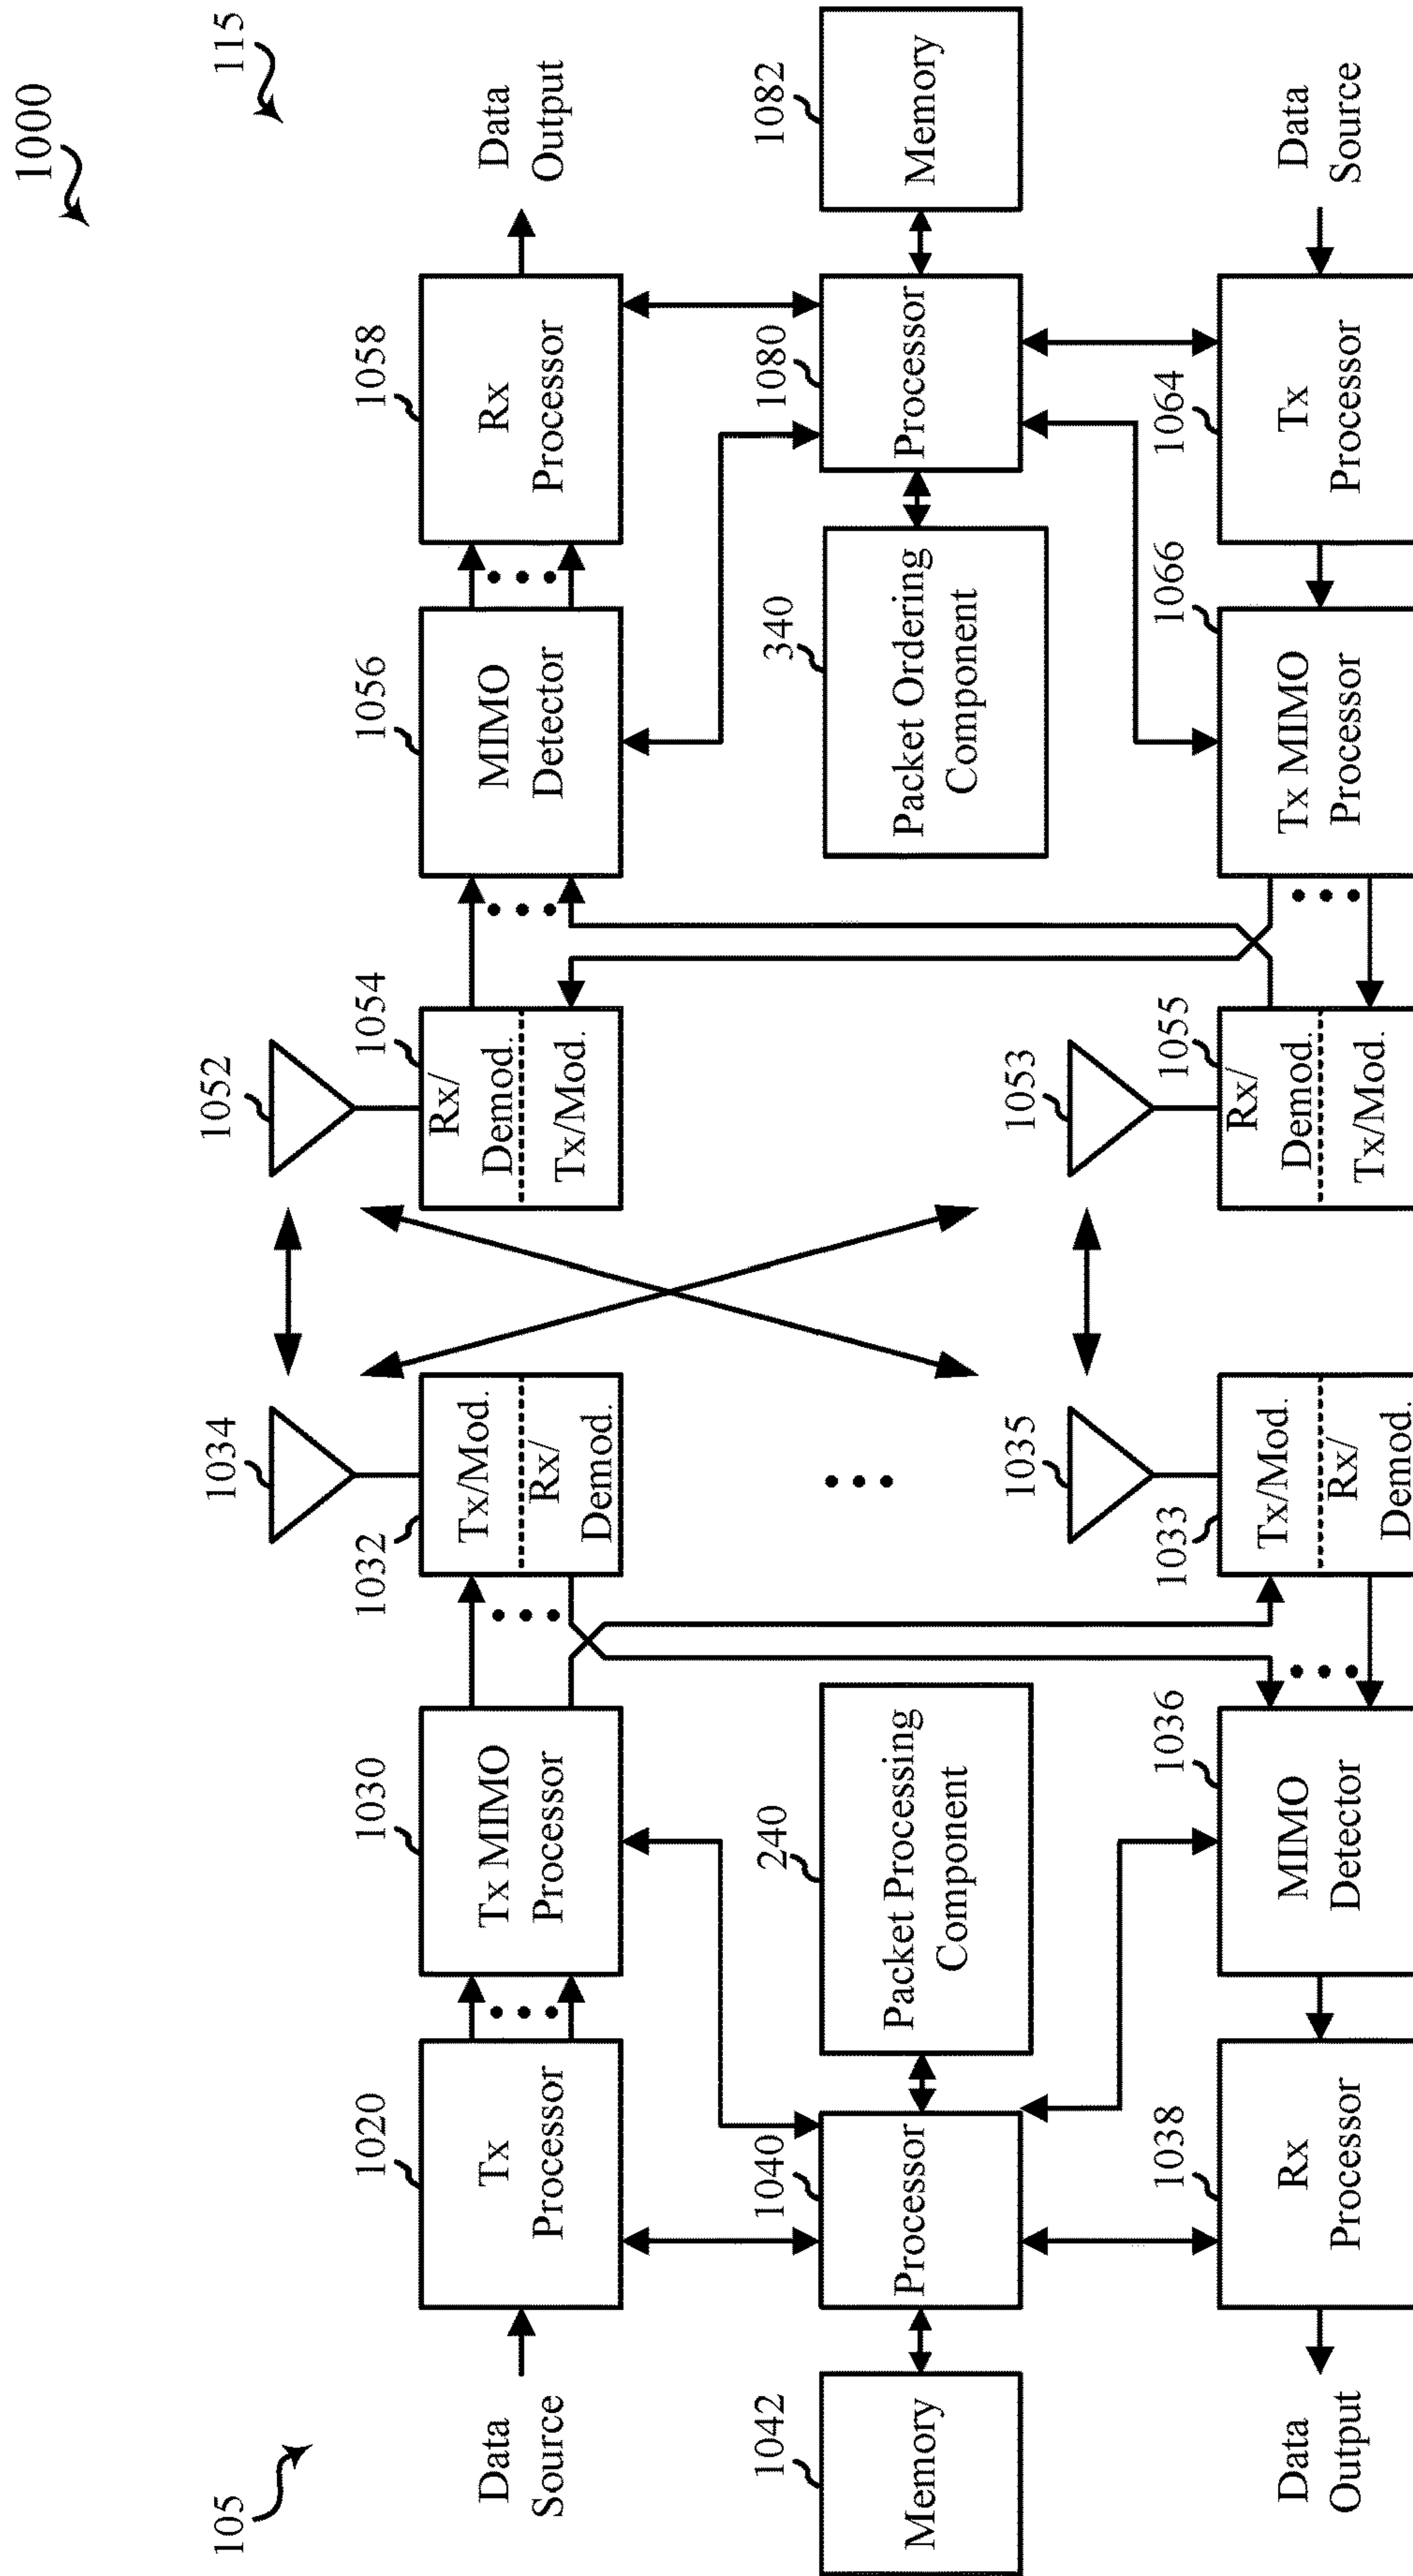 1000
105
115
Data
Source
1020
Tx
Processor
1030
Tx MIMO
Processor
1032
Tx/Mod.
Rx/
Demod.
1034
1052
1054
Rx/
Demod.
Tx/Mod.
1056
MIMO
Detector
1058
Rx
Processor
Data
Output
1042
Memory
1040
Processor
240
Packet Processing
Component
340
Packet Ordering
Component
1080
Processor
1082
Memory
Data
Output
1038
Rx
Processor
1036
MIMO
Detector
1033
Tx/Mod.
Rx/
Demod.
1035
1053
1055
Rx/
Demod.
Tx/Mod.
1066
Tx MIMO
Processor
1064
Tx
Processor
Data
Source